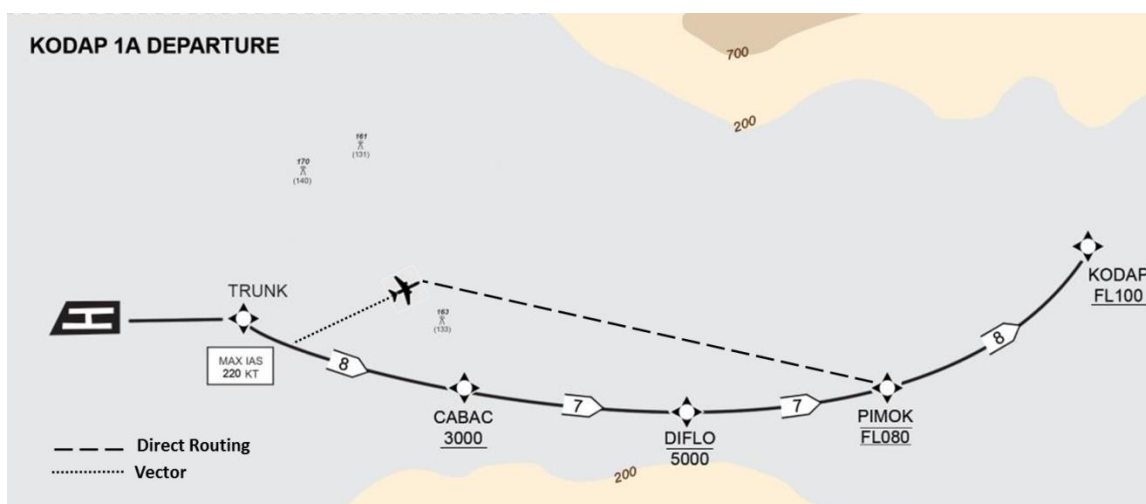 KODAP 1A DEPARTURE
700
200
161
(131)
170
(140)
KODAP
FL100
TRUNK
163
(133)
MAX IAS
220 KT
8
8
CABAC
3000
7
DIFLO
5000
7
PIMOK
FL080
Direct Routing
Vector
200